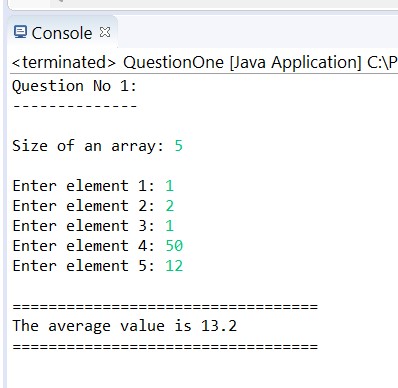 Console
<terminated> QuestionOne [Java Application] C:\P
Question No 1:
--------------
Size of an array: 5
Enter element 1: 1
Enter element 2: 2
Enter element 3: 1
Enter element 4: 50
Enter element 5: 12
==================================
The average value is 13.2
==================================